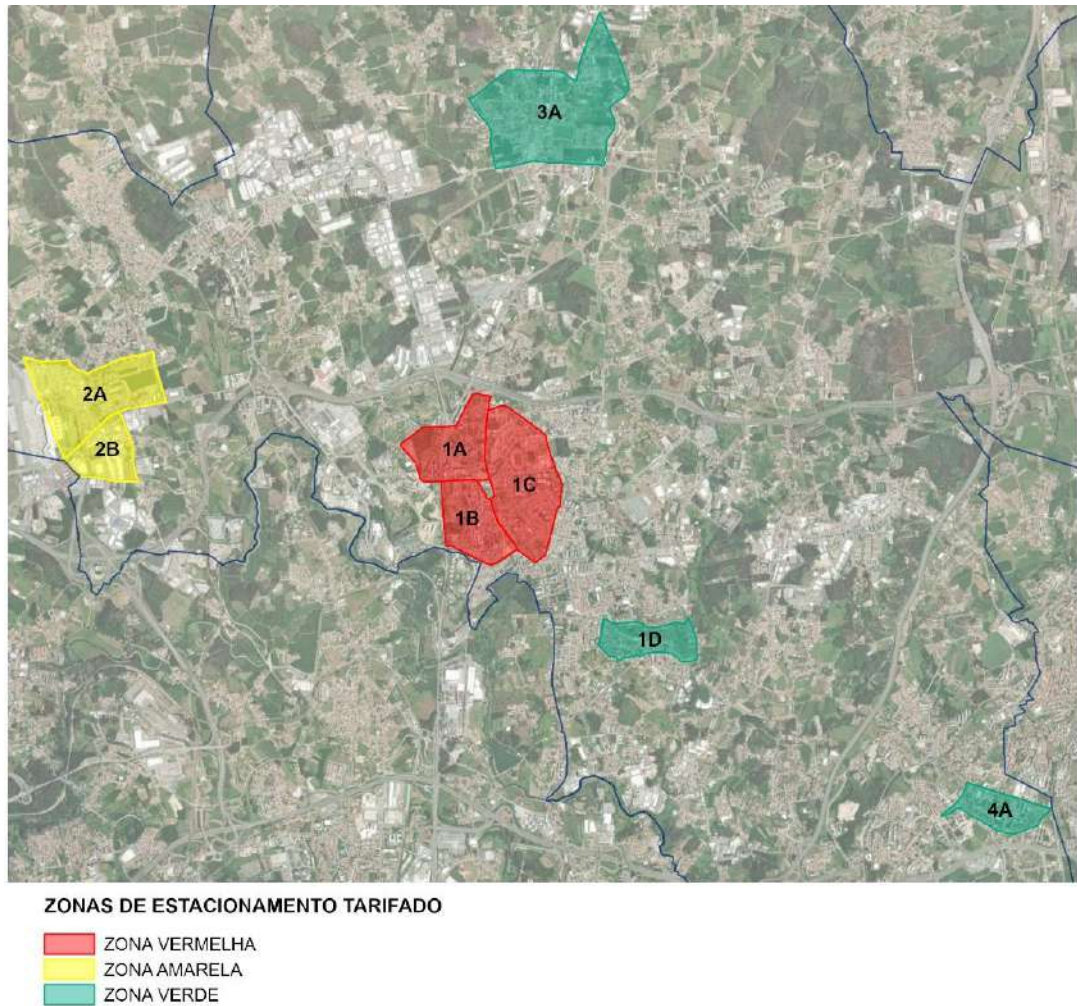 3A
2A
2B
1A
1C
1B
1D
4A
ZONAS DE ESTACIONAMENTO TARIFADO
ZONA VERMELHA
ZONA AMARELA
ZONA VERDE